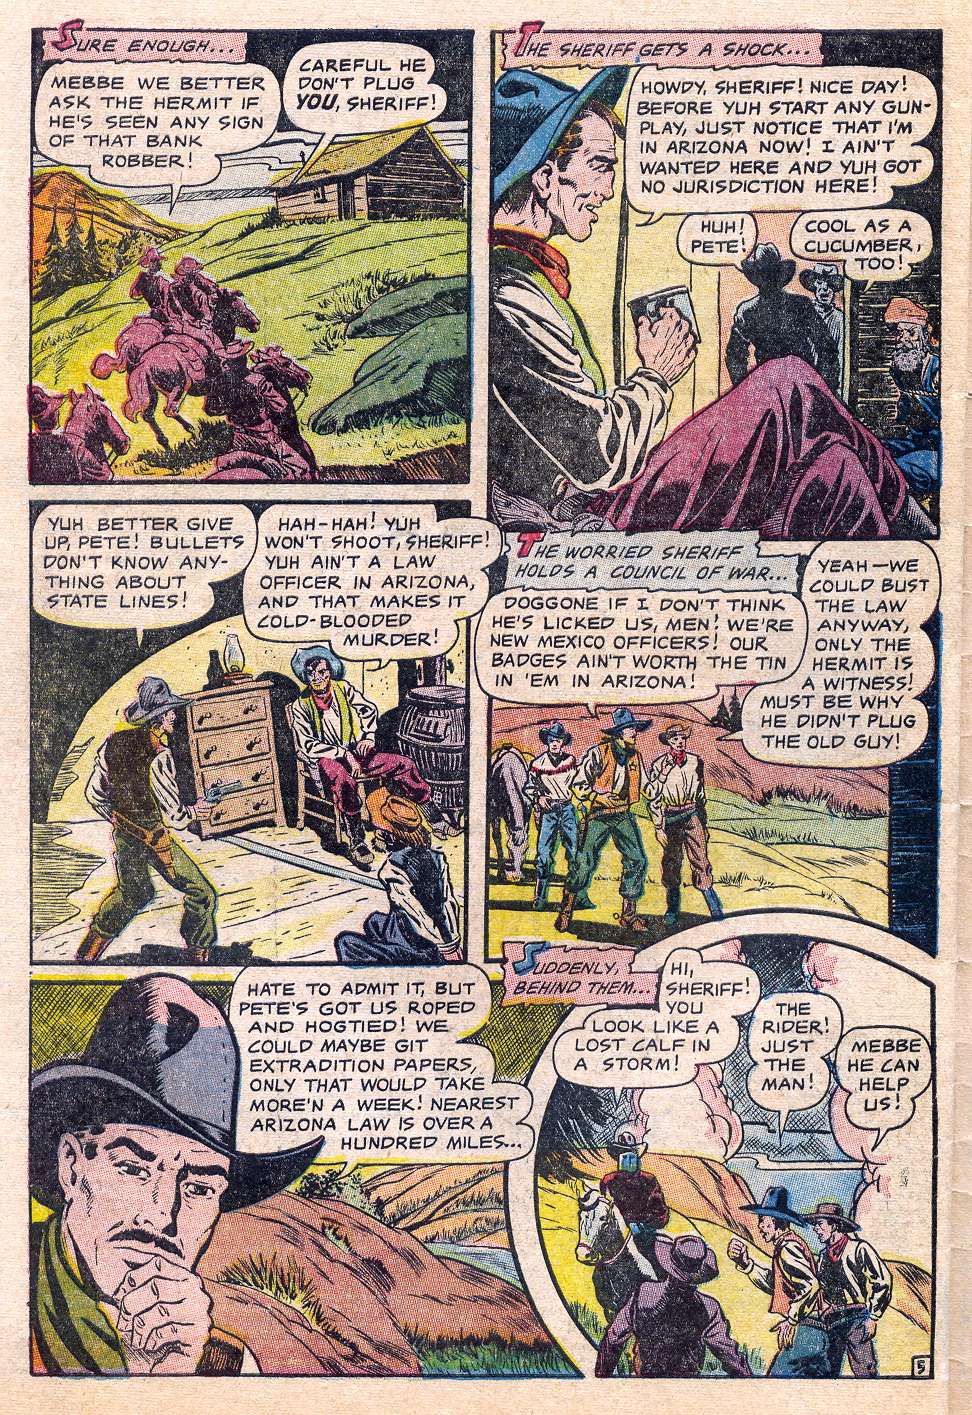 SURE ENOUGH...
MEBBE WE BETTER
ASK THE HERMIT IF
HE'S SEEN ANY SIGN
OF THAT BANK
ROBBER!
CAREFUL HE
DON'T PLUG
YOU, SHERIFF!
THE SHERIFF GETS A SHOCK...
HOWDY, SHERIFF! NICE DAY!
BEFORE YUH START ANY GUN-
PLAY, JUST NOTICE THAT I'M
IN ARIZONA NOW! I AIN'T
WANTED HERE AND YUH GOT
NO JURISDICTION HERE!
HUH!
PETE!
COOL AS A
CUCUMBER,
TOO!
YUH BETTER GIVE
UP, PETE! BULLETS
DON'T KNOW ANY-
THING ABOUT
STATE LINES!
HAH-HAH! YUH
WON'T SHOOT, SHERIFF!
YUH AIN'T A LAW
OFFICER IN ARIZONA,
AND THAT MAKES IT
COLD-BLOODED
MURDER!
THE WORRIED SHERIFF
HOLDS A COUNCIL OF WAR...
DOGGONE IF I DON'T THINK
HE'S LICKED US, MEN! WE'RE
NEW MEXICO OFFICERS! OUR
BADGES AIN'T WORTH THE TIN
IN 'EM IN ARIZONA!
YEAH-WE
COULD BUST
THE LAW
ANYWAY,
ONLY THE
HERMIT IS
A WITNESS!
MUST BE WHY
HE DIDN'T PLUG
THE OLD GUY!
HATE TO ADMIT IT, BUT
PETE'S GOT US ROPED
AND HOGTIED! WE
COULD MAYBE GIT
EXTRADITION PAPERS,
ONLY THAT WOULD TAKE
MORE'N A WEEK! NEAREST
ARIZONA LAW IS OVER A
HUNDRED MILES...
SUDDENLY,
BEHIND THEM...
HI,
SHERIFF!
YOU
LOOK LIKE A
LOST CALF IN
A STORM!
THE
RIDER!
JUST
THE
MAN!
MEBBE
HE CAN
HELP
US!
5